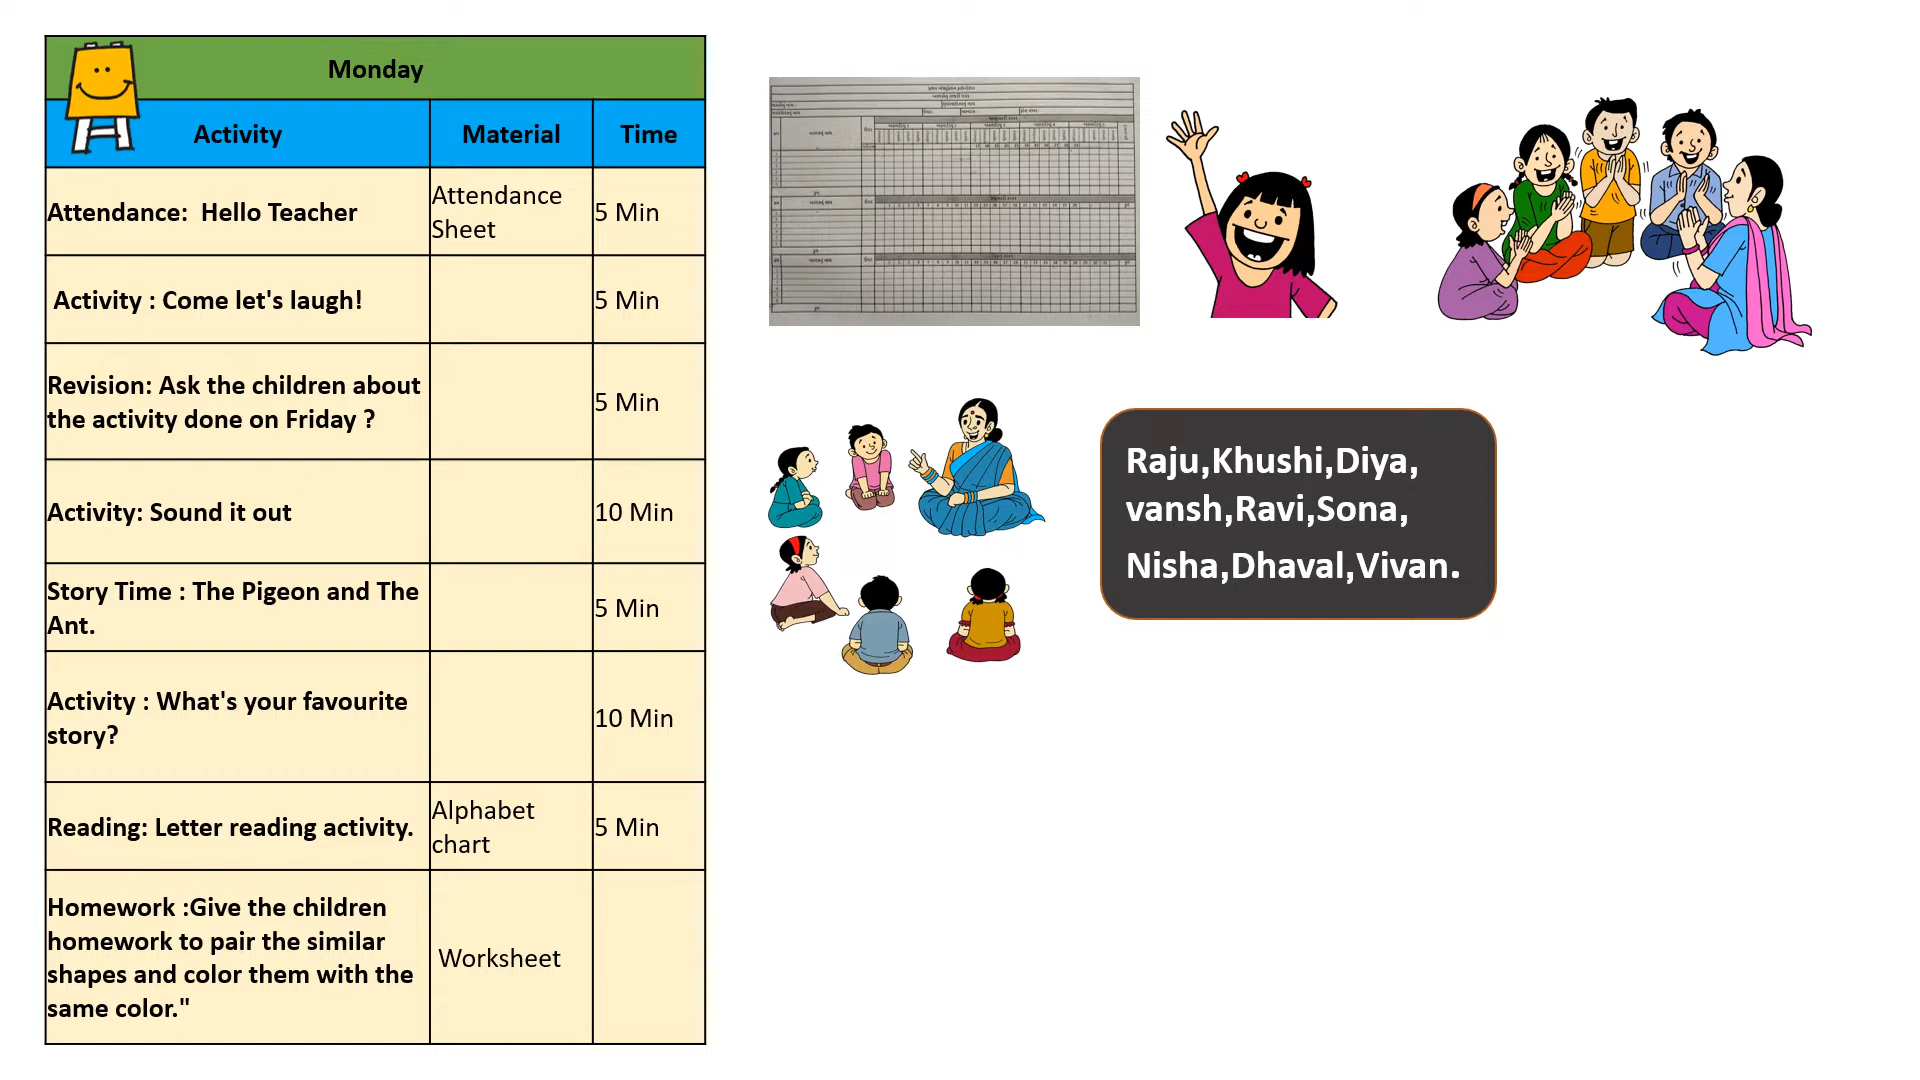 Monday
Activity Material Time
Attendance: Hello Teacher
Attendance
Sheet
5 Min
Activity : Come let's laugh!
5 Min
Revision: Ask the children about
the activity done on Friday ?
5 Min
Activity: Sound it out
10 Min
Story Time : The Pigeon and The
Ant.
5 Min
Activity : What's your favourite
story?
10 Min
Reading: Letter reading activity.
Alphabet
chart
5 Min
Homework :Give the children
homework to pair the similar
shapes and color them with the
same color."
Worksheet
Raju,Khushi,Diya,
vansh,Ravi,Sona,
Nisha,Dhaval,Vivan.